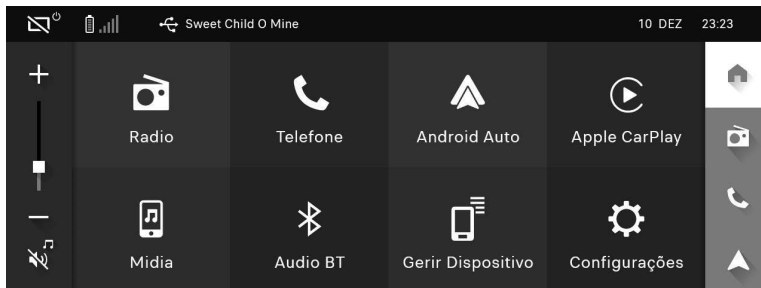 Sweet Child O Mine
10 DEZ 23:23
Radio
Telefone
Android Auto
Apple CarPlay
Midia
Audio BT
Gerir Dispositivo
Configurações